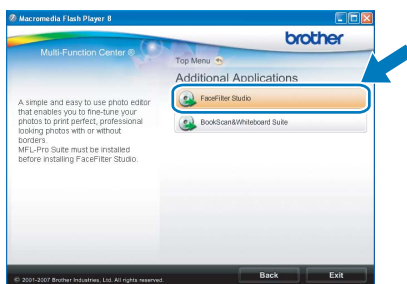 Macromedia Flash Player 8
brother
Multi-Function Center ®
Top Menu
Additional Applications
FaceFilter Studio
BookScan&Whiteboard Suite
A simple and easy to use photo editor
that enables you to fine-tune your
photos to print perfect, professional
looking photos with or without
borders.
MFL-Pro Suite must be installed
before installing FaceFilter Studio.
© 2001-2007 Brother Industries, Ltd. All rights reserved.
Back
Exit